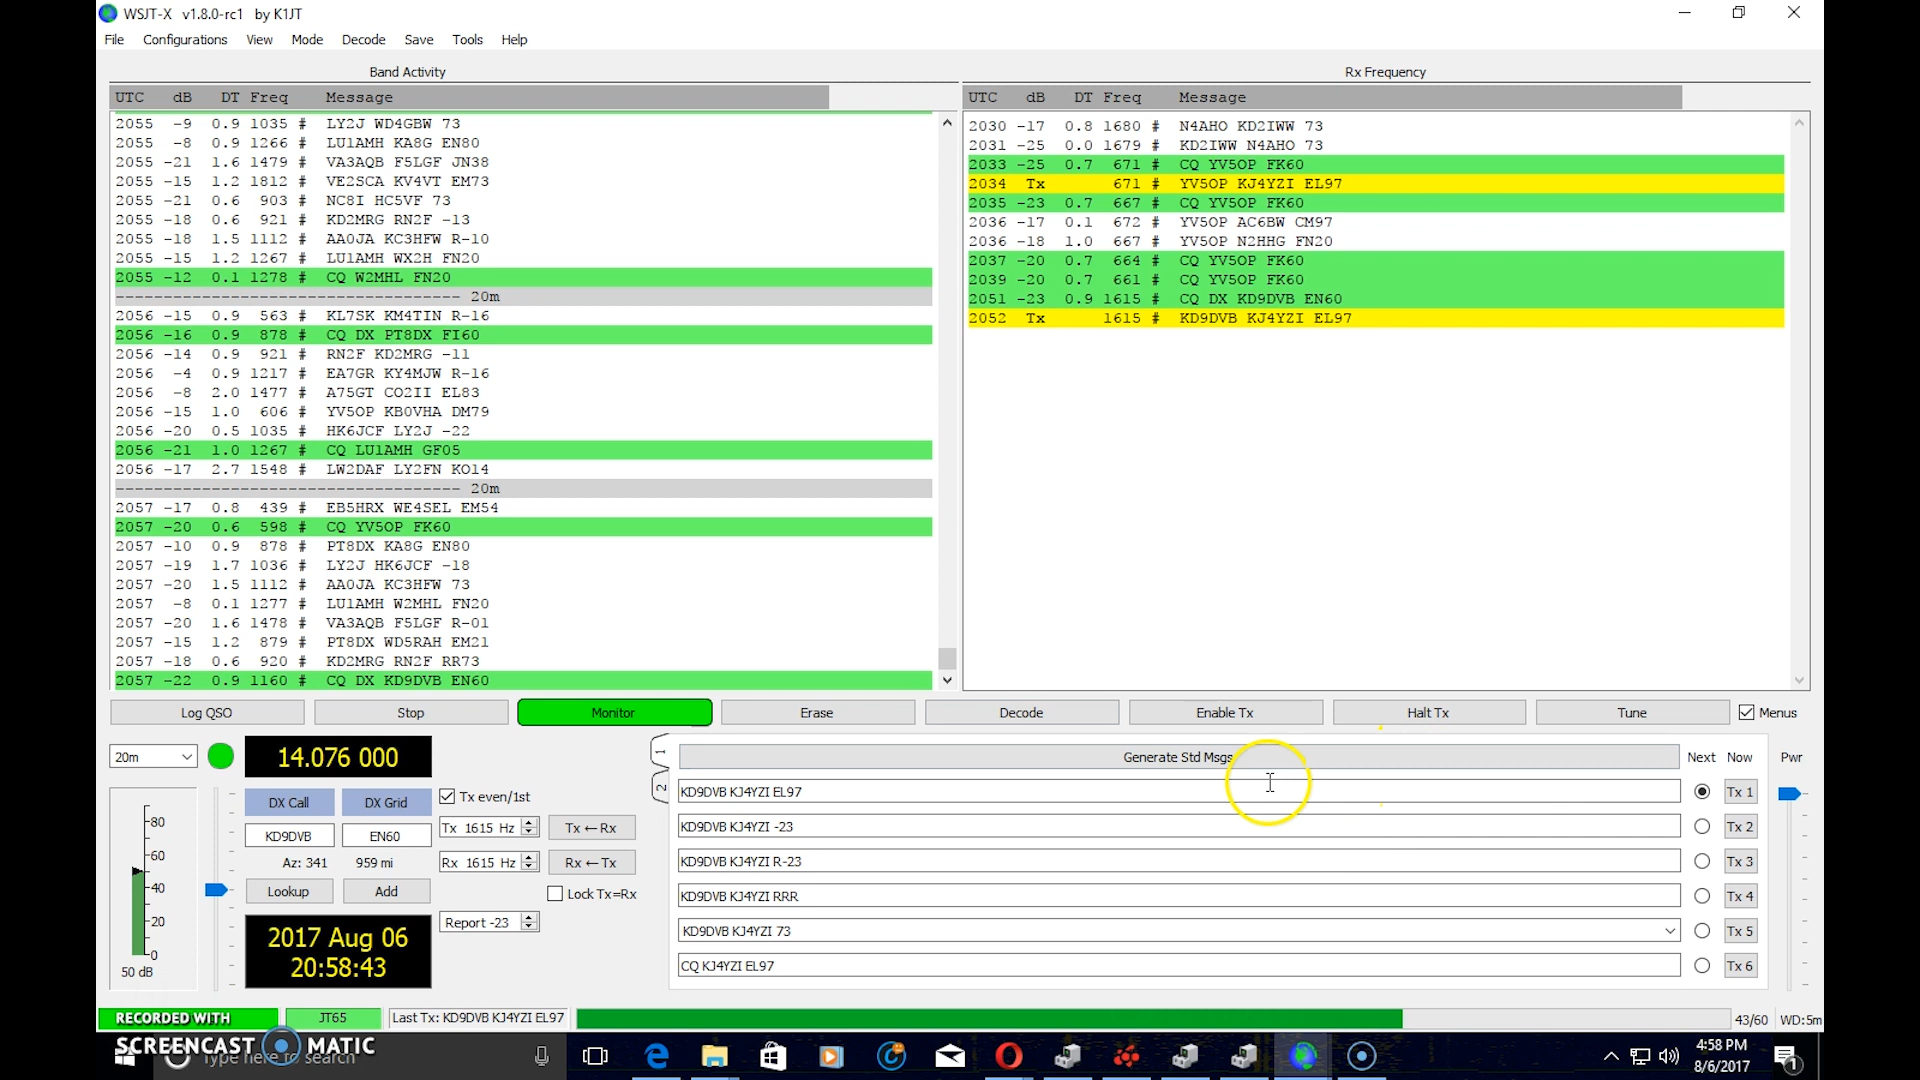 WSJT-X v1.8.0-rc1 by K1JT
File Configurations View Mode Decode Save Tools Help
Band Activity
UTC dB DT Freq Message
2055 -9 0.9 1035 # LY2J WD4GBW 73
2055 -8 0.9 1266 # LU1AMH KA8G EN80
2055 -21 1.6 1479 # VA3AQB F5LGF JN38
2055 -15 1.2 1812 # VE2SCA KV4VT EM73
2055 -21 0.6 903 # NC8I HC5VF 73
2055 -18 0.6 921 # KD2MRG RN2F -13
2055 -18 1.5 1112 # AA0JA KC3HFW R-10
2055 -15 1.2 1267 # LU1AMH WX2H FN20
2055 -12 0.1 1278 # CQ W2MHL FN20
------------------------------------ 20m
2056 -15 0.9 563 # KL7SK KM4TIN R-16
2056 -16 0.9 878 # CQ DX PT8DX FI60
2056 -14 0.9 921 # RN2F KD2MRG -11
2056 -4 0.9 1217 # EA7GR KY4MJW R-16
2056 -8 2.0 1477 # A75GT CO2II EL83
2056 -15 1.0 606 # YV5OP KB0VHA DM79
2056 -20 0.5 1035 # HK6JCF LY2J -22
2056 -21 1.0 1267 # CQ LU1AMH GF05
2056 -17 2.7 1548 # LW2DAF LY2FN KO14
------------------------------------ 20m
2057 -17 0.8 439 # EB5HRX WE4SEL EM54
2057 -20 0.6 598 # CQ YV5OP FK60
2057 -10 0.9 878 # PT8DX KA8G EN80
2057 -19 1.7 1036 # LY2J HK6JCF -18
2057 -20 1.5 1112 # AA0JA KC3HFW 73
2057 -8 0.1 1277 # LU1AMH W2MHL FN20
2057 -20 1.6 1478 # VA3AQB F5LGF R-01
2057 -15 1.2 879 # PT8DX WD5RAH EM21
2057 -18 0.6 920 # KD2MRG RN2F RR73
2057 -22 0.9 1160 # CQ DX KD9DVB EN60
Rx Frequency
UTC dB DT Freq Message
2030 -17 0.8 1680 # N4AHO KD2IWW 73
2031 -25 0.0 1679 # KD2IWW N4AHO 73
2033 -25 0.7 671 # CQ YV5OP FK60
2034 Tx 671 # YV5OP KJ4YZI EL97
2035 -23 0.7 667 # CQ YV5OP FK60
2036 -17 0.1 672 # YV5OP AC6BW CM97
2036 -18 1.0 667 # YV5OP N2HHG FN20
2037 -20 0.7 664 # CQ YV5OP FK60
2039 -20 0.7 661 # CQ YV5OP FK60
2051 -23 0.9 1615 # CQ DX KD9DVB EN60
2052 Tx 1615 # KD9DVB KJ4YZI EL97
Log QSO Stop Monitor Erase Decode Enable Tx Halt Tx Tune Menus
20m 14.076 000
80
60
40
20
0
50 dB
DX Call DX Grid
KD9DVB EN60
Az: 341 959 mi
Lookup Add
2017 Aug 06
20:58:43
Tx even/1st
Tx 1615 Hz Tx ← Rx
Rx 1615 Hz Rx ← Tx
Lock Tx=Rx
Report -23
1
2
Generate Std Msgs Next Now Pwr
KD9DVB KJ4YZI EL97 Tx 1
KD9DVB KJ4YZI -23 Tx 2
KD9DVB KJ4YZI R-23 Tx 3
KD9DVB KJ4YZI RRR Tx 4
KD9DVB KJ4YZI 73 Tx 5
CQ KJ4YZI EL97 Tx 6
RECORDED WITH
SCREENCAST MATIC
JT65 Last Tx: KD9DVB KJ4YZI EL97 43/60 WD:5m
Type here to search
4:58 PM
8/6/2017
1